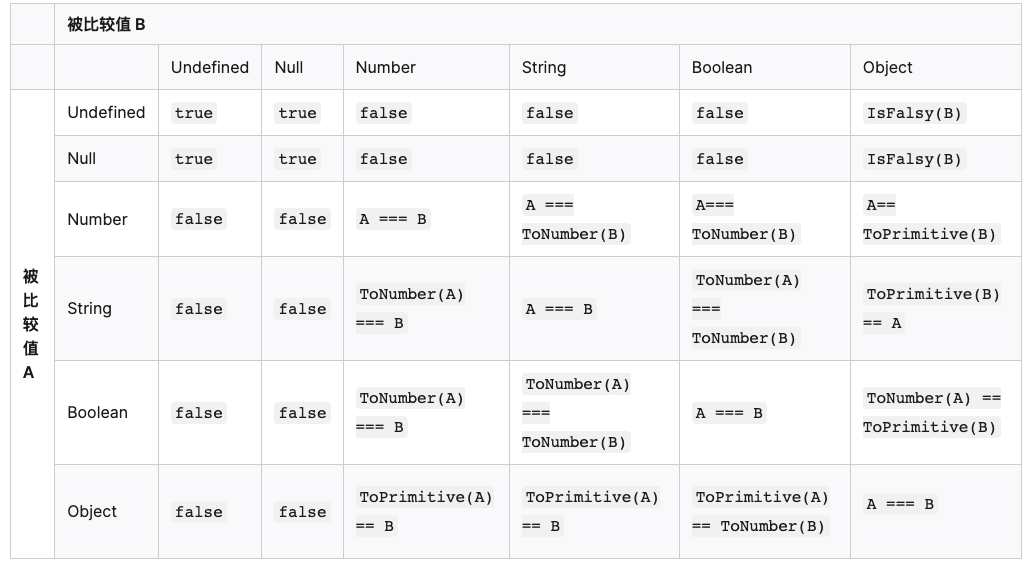 被比较值 B
Undefined Null Number String Boolean Object
被比较值 A
Undefined true true false false false IsFalsy(B)
Null true true false false false IsFalsy(B)
Number false false A === B A === ToNumber(B) A=== ToNumber(B) A== ToPrimitive(B)
String false false ToNumber(A) === B A === B ToNumber(A) === ToNumber(B) ToPrimitive(B) == A
Boolean false false ToNumber(A) === B ToNumber(A) === ToNumber(B) A === B ToNumber(A) == ToPrimitive(B)
Object false false ToPrimitive(A) == B ToPrimitive(A) == B ToPrimitive(A) == ToNumber(B) A === B